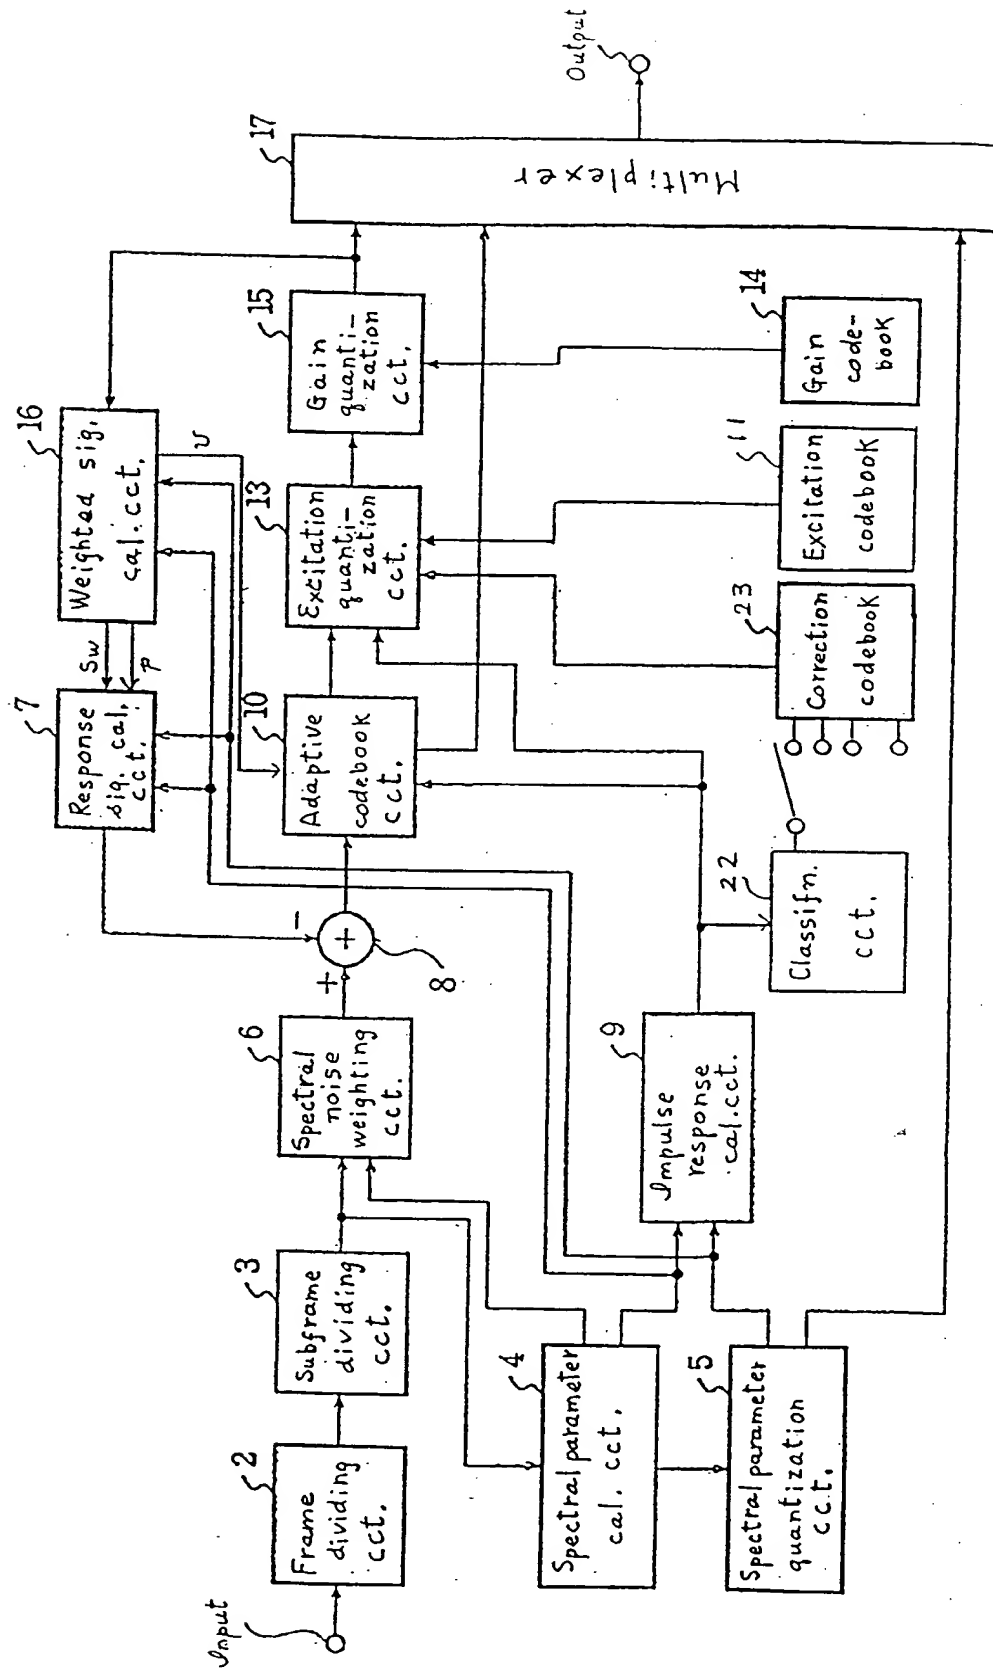 Input
2
Frame
dividing
cct.
3
Subframe
dividing
cct.
6
Spectral
noise
weighting
cct.
+
-
+
8
7
Response
sig. cal.
cct.
Sw
p
16
Weighted sig.
cal. cct.
v
10
Adaptive
codebook
cct.
13
Excitation
quanti-
zation
cct.
15
Gain
quanti-
zation
cct.
17
Multiplexer
Output
4
Spectral parameter
cal. cct.
5
Spectral parameter
quantization
cct.
9
Impulse
response
cal. cct.
22
Classifn.
cct.
23
Correction
codebook
11
Excitation
codebook
14
Gain
code-
book